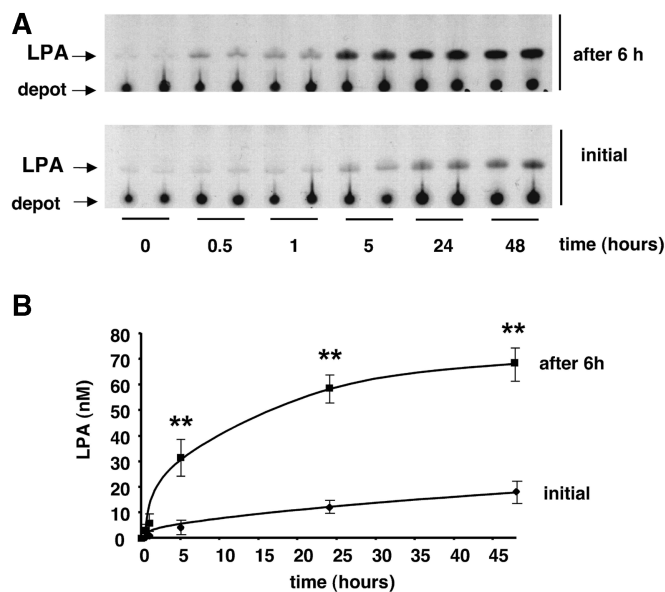 A
LPA
after 6 h
depot
LPA
initial
depot
0 0.5 1 5 24 48 time (hours)
B
80
70
60
50
40
30
20
10
0
LPA (nM)
**
**
**
after 6h
initial
0 5 10 15 20 25 30 35 40 45
time (hours)